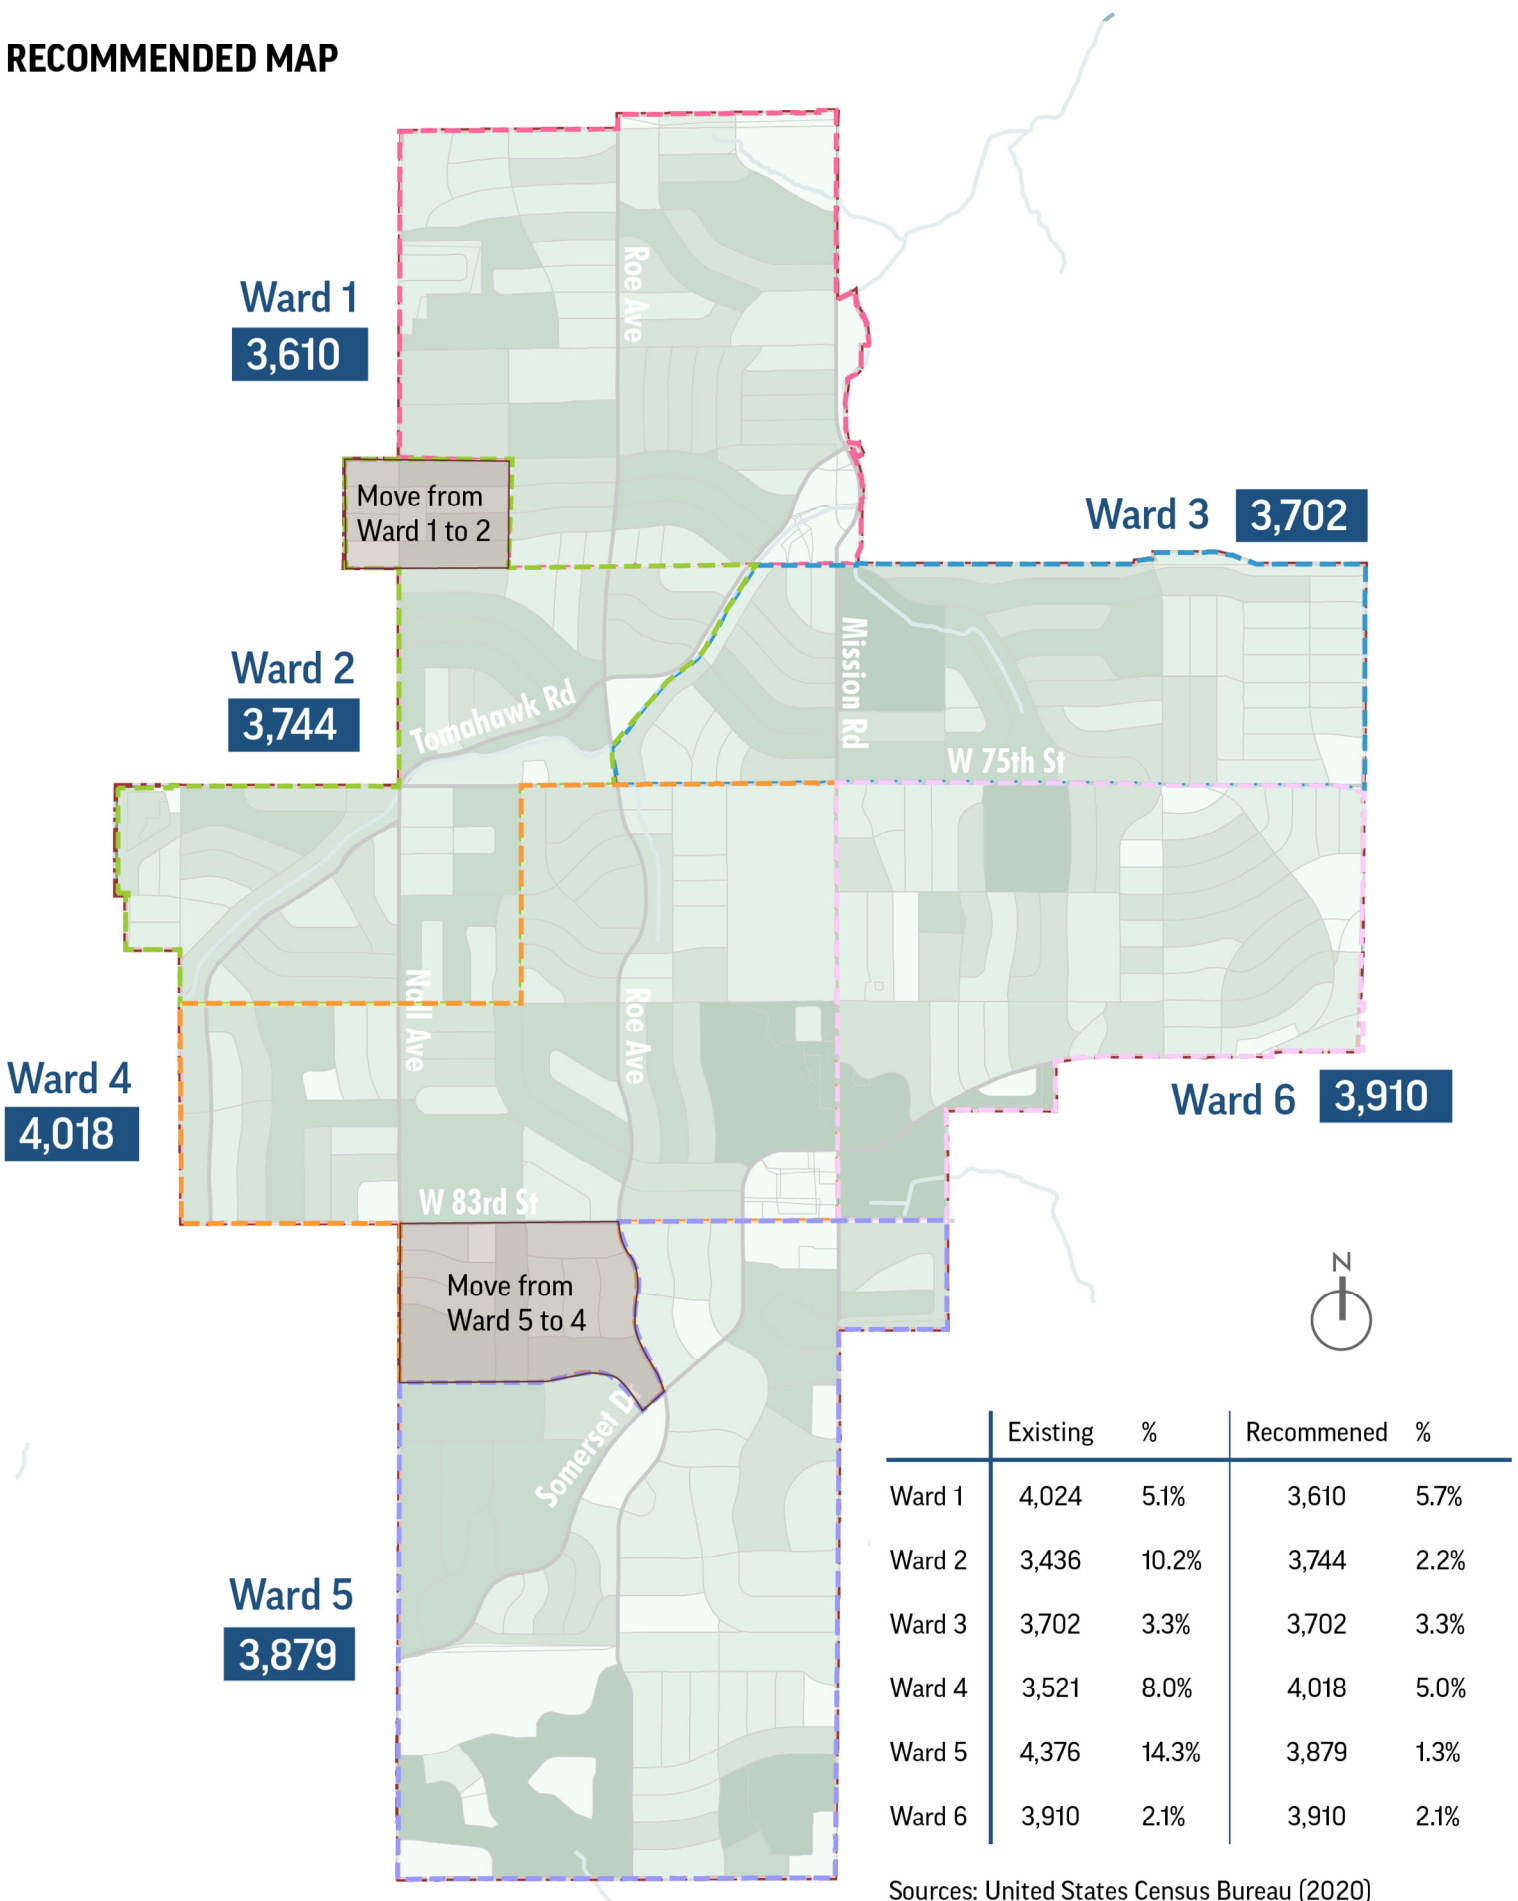 RECOMMENDED MAP
Ward 1
3,610
Roe Ave
Move from
Ward 1 to 2
Ward 3 3,702
Ward 2
3,744
Tomahawk Rd
Mission Rd
W 75th St
Nall Ave
Roe Ave
Ward 4
4,018
Ward 6 3,910
W 83rd St
Move from
Ward 5 to 4
N
Somerset Dr
Ward 5
3,879
Existing % Recommened %
Ward 1 4,024 5.1% 3,610 5.7%
Ward 2 3,436 10.2% 3,744 2.2%
Ward 3 3,702 3.3% 3,702 3.3%
Ward 4 3,521 8.0% 4,018 5.0%
Ward 5 4,376 14.3% 3,879 1.3%
Ward 6 3,910 2.1% 3,910 2.1%
Sources: United States Census Bureau (2020)